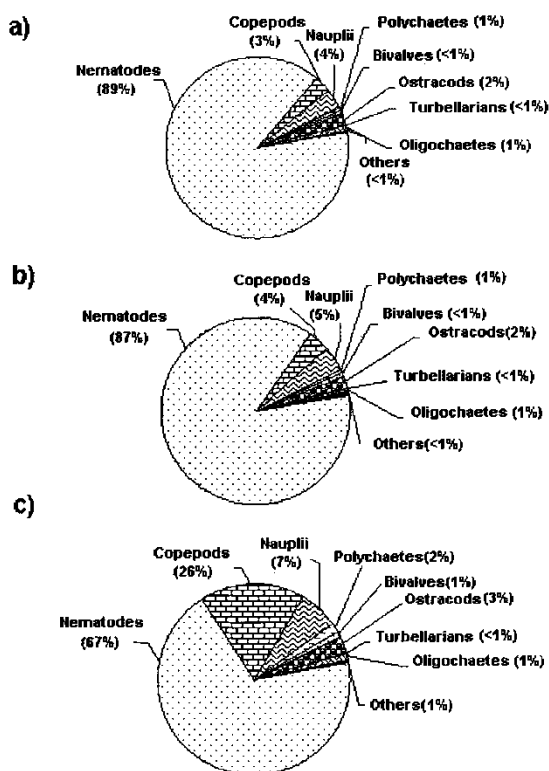 a)
Copepods
(3%)
Nauplii
(4%)
Polychaetes (1%)
Bivalves (<1%)
Ostracods (2%)
Turbellarians (<1%)
Oligochaetes (1%)
Others
(<1%)
Nematodes
(89%)
b)
Copepods
(4%)
Nauplii
(5%)
Polychaetes (1%)
Bivalves (<1%)
Ostracods(2%)
Turbellarians (<1%)
Oligochaetes (1%)
Others(<1%)
Nematodes
(87%)
c)
Copepods
(26%)
Nauplii
(7%)
Polychaetes(2%)
Bivalves(1%)
Ostracods (3%)
Turbellarians(<1%)
Oligochaetes (1%)
Others(1%)
Nematodes
(67%)